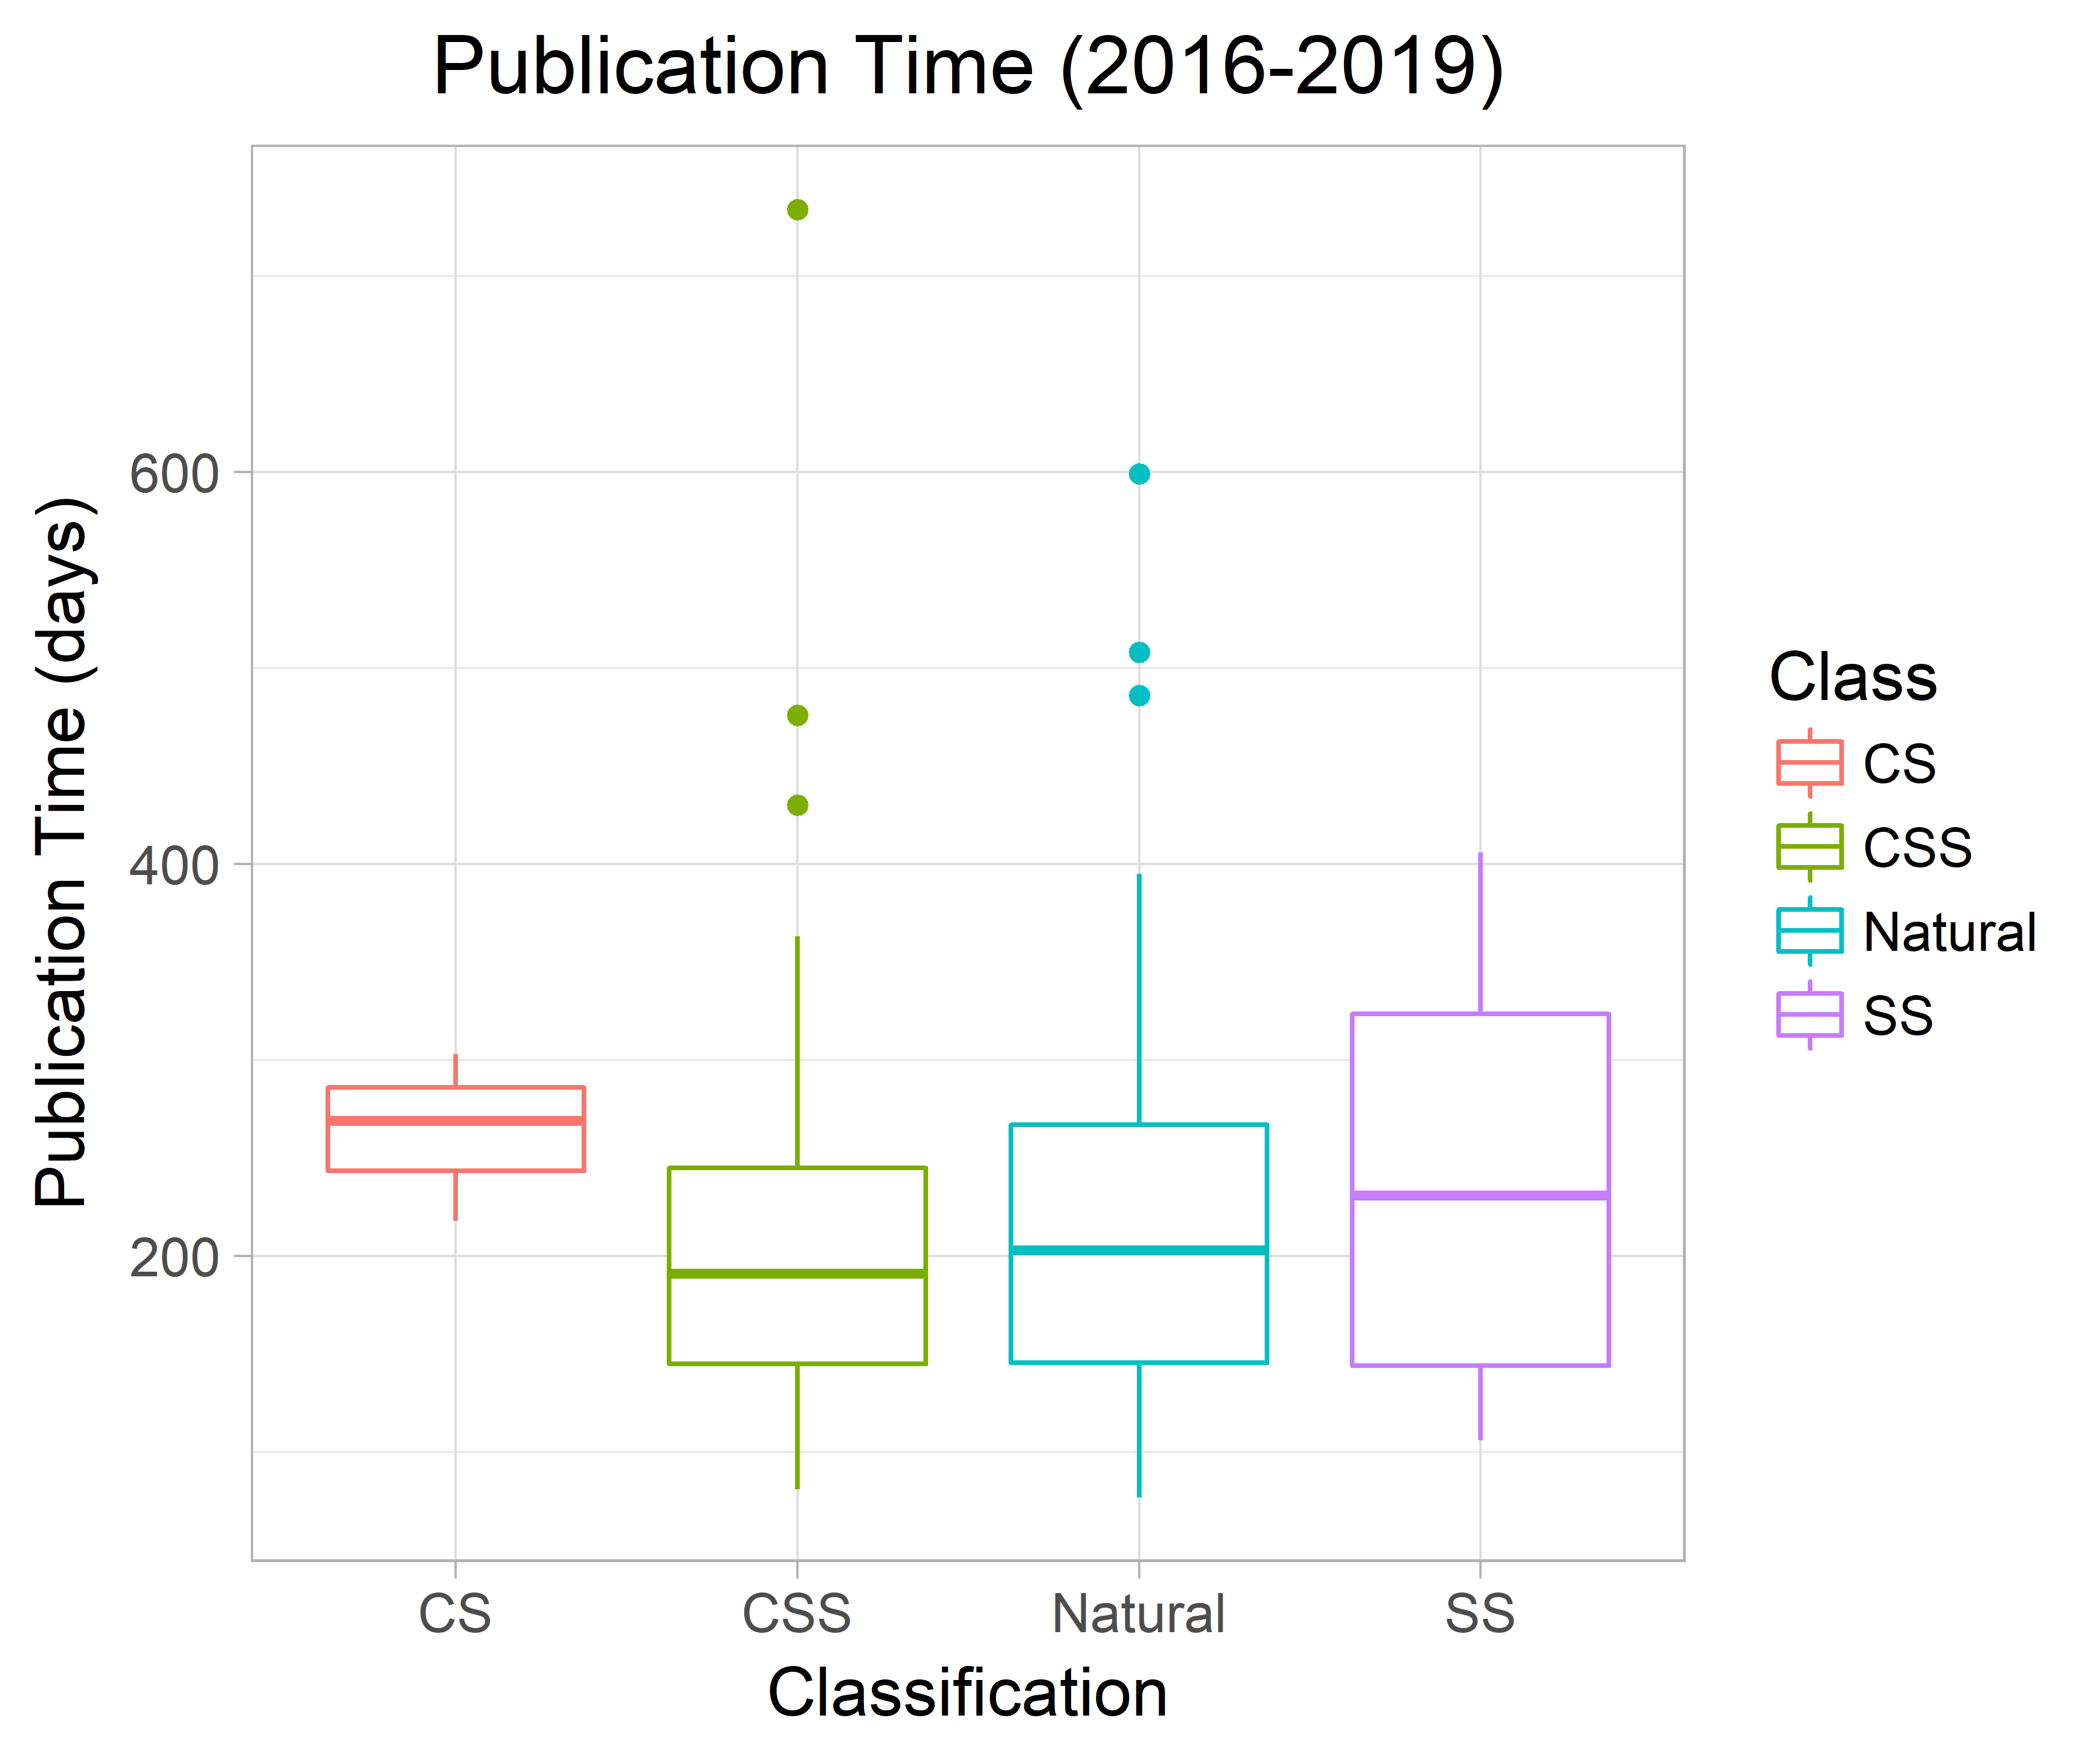 Publication Time (2016-2019)
Publication Time (days)
600
400
200
CS
CSS
Natural
SS
Classification
Class
CS
CSS
Natural
SS